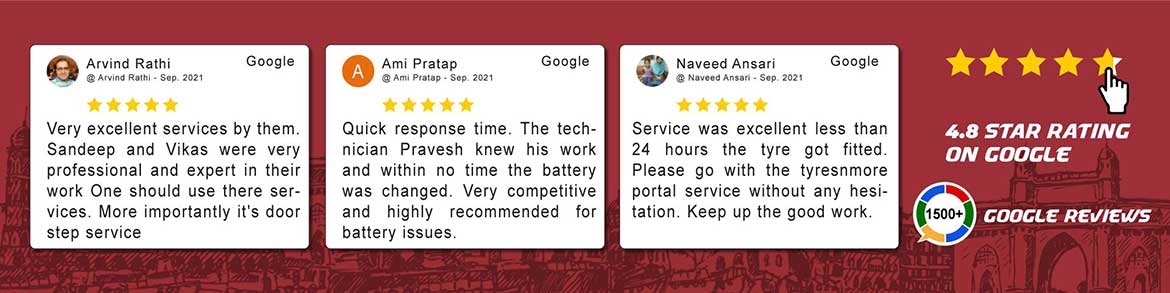 Arvind Rathi
Google
@ Arvind Rathi - Sep. 2021
Very excellent services by them.
Sandeep and Vikas were very
professional and expert in their
work One should use there ser-
vices. More importantly it's door
step service
A
Ami Pratap
Google
@ Ami Pratap - Sep. 2021
Quick response time. The tech-
nician Pravesh knew his work
and within no time the battery
was changed. Very competitive
and highly recommended for
battery issues.
Naveed Ansari
Google
@ Naveed Ansari - Sep. 2021
Service was excellent less than
24 hours the tyre got fitted.
Please go with the tyresnmore
portal service without any hesi-
tation. Keep up the good work.
4.8 STAR RATING
ON GOOGLE
1500+
GOOGLE REVIEWS